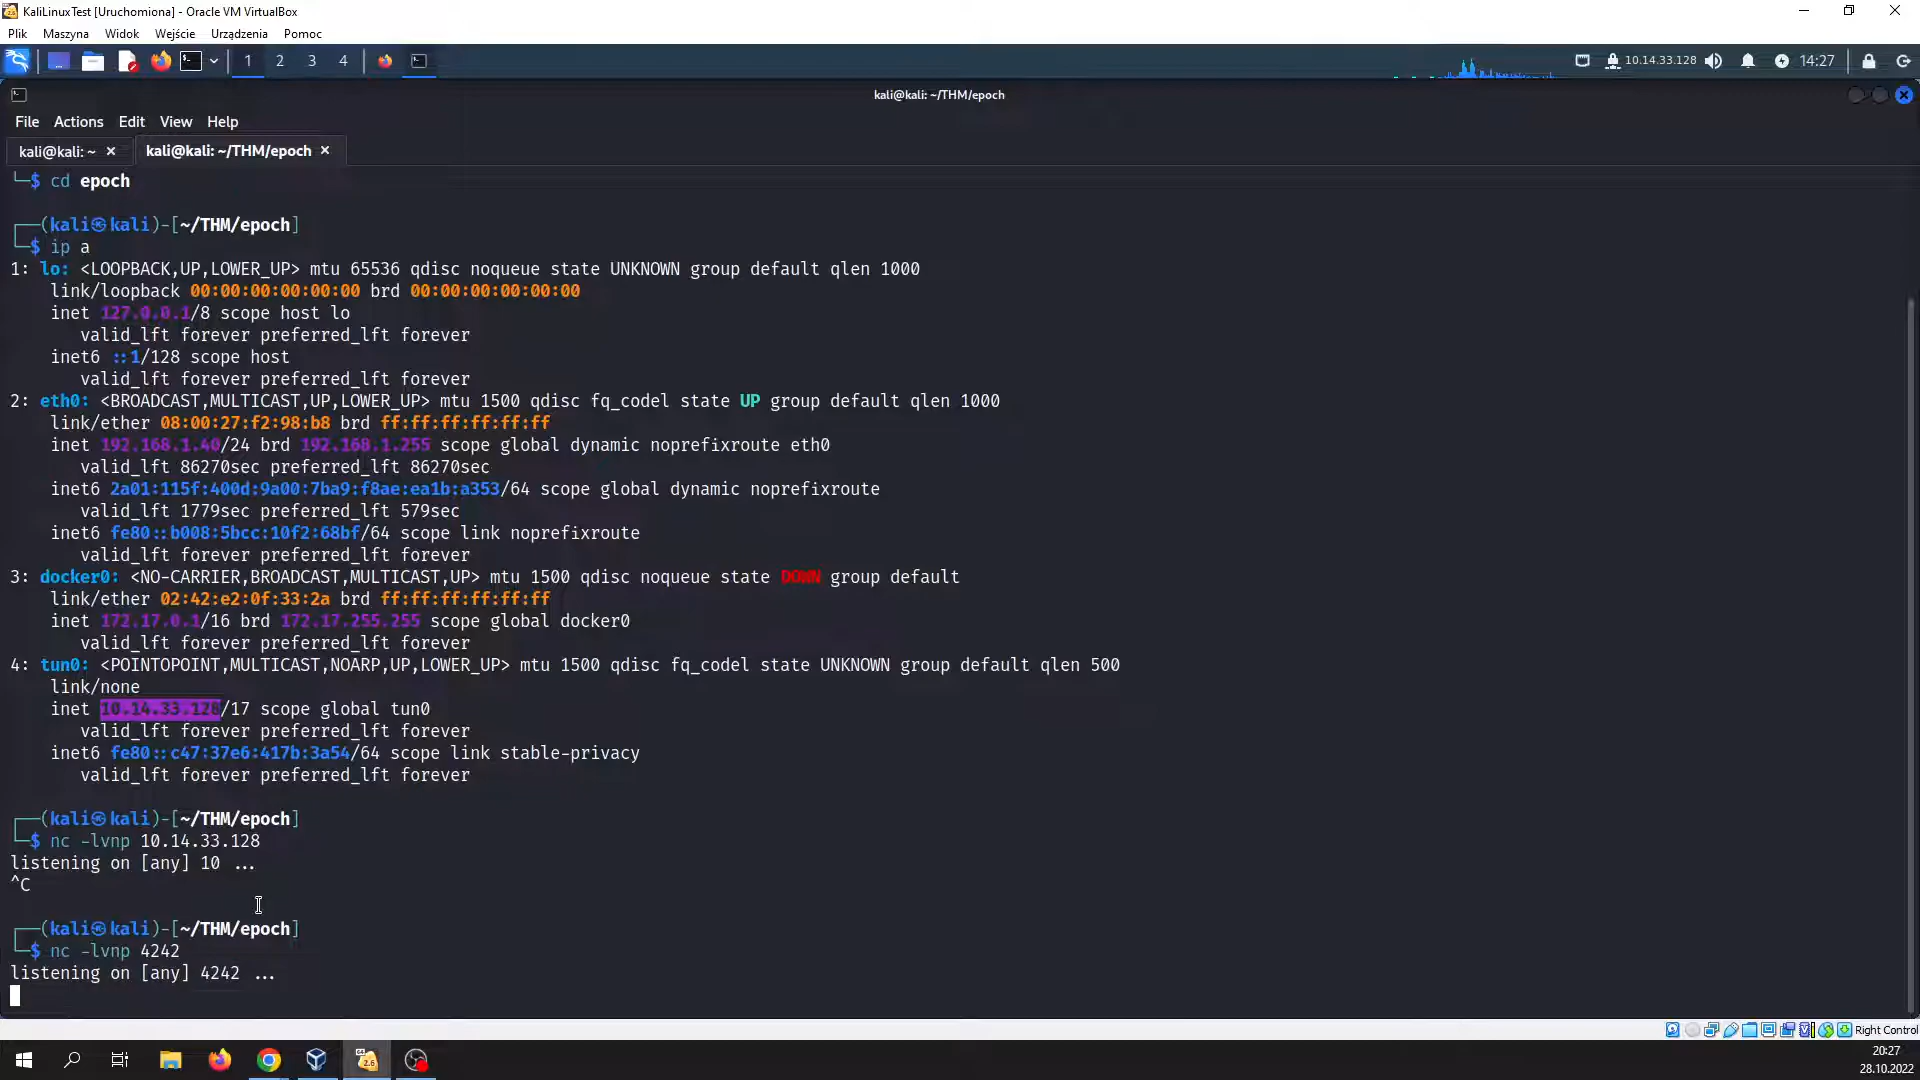 KaliLinuxTest [Uruchomiona] - Oracle VM VirtualBox
Plik Maszyna Widok Wejście Urządzenia Pomoc
1 2 3 4 10.14.33.128 14:27
kali@kali: ~/THM/epoch
File Actions Edit View Help
kali@kali: ~ × kali@kali: ~/THM/epoch ×
└─$ cd epoch
┌──(kali㉿kali)-[~/THM/epoch]
└─$ ip a
1: lo: <LOOPBACK,UP,LOWER_UP> mtu 65536 qdisc noqueue state UNKNOWN group default qlen 1000
link/loopback 00:00:00:00:00:00 brd 00:00:00:00:00:00
inet 127.0.0.1/8 scope host lo
valid_lft forever preferred_lft forever
inet6 ::1/128 scope host
valid_lft forever preferred_lft forever
2: eth0: <BROADCAST,MULTICAST,UP,LOWER_UP> mtu 1500 qdisc fq_codel state UP group default qlen 1000
link/ether 08:00:27:f2:98:b8 brd ff:ff:ff:ff:ff:ff
inet 192.168.1.40/24 brd 192.168.1.255 scope global dynamic noprefixroute eth0
valid_lft 86270sec preferred_lft 86270sec
inet6 2a01:115f:400d:9a00:7ba9:f8ae:ea1b:a353/64 scope global dynamic noprefixroute
valid_lft 1779sec preferred_lft 579sec
inet6 fe80::b008:5bcc:10f2:68bf/64 scope link noprefixroute
valid_lft forever preferred_lft forever
3: docker0: <NO-CARRIER,BROADCAST,MULTICAST,UP> mtu 1500 qdisc noqueue state DOWN group default
link/ether 02:42:e2:0f:33:2a brd ff:ff:ff:ff:ff:ff
inet 172.17.0.1/16 brd 172.17.255.255 scope global docker0
valid_lft forever preferred_lft forever
4: tun0: <POINTOPOINT,MULTICAST,NOARP,UP,LOWER_UP> mtu 1500 qdisc fq_codel state UNKNOWN group default qlen 500
link/none
inet 10.14.33.128/17 scope global tun0
valid_lft forever preferred_lft forever
inet6 fe80::c47:37e6:417b:3a54/64 scope link stable-privacy
valid_lft forever preferred_lft forever
┌──(kali㉿kali)-[~/THM/epoch]
└─$ nc -lvnp 10.14.33.128
listening on [any] 10 ...
^C
┌──(kali㉿kali)-[~/THM/epoch]
└─$ nc -lvnp 4242
listening on [any] 4242 ...
Right Control
20:27
28.10.2022